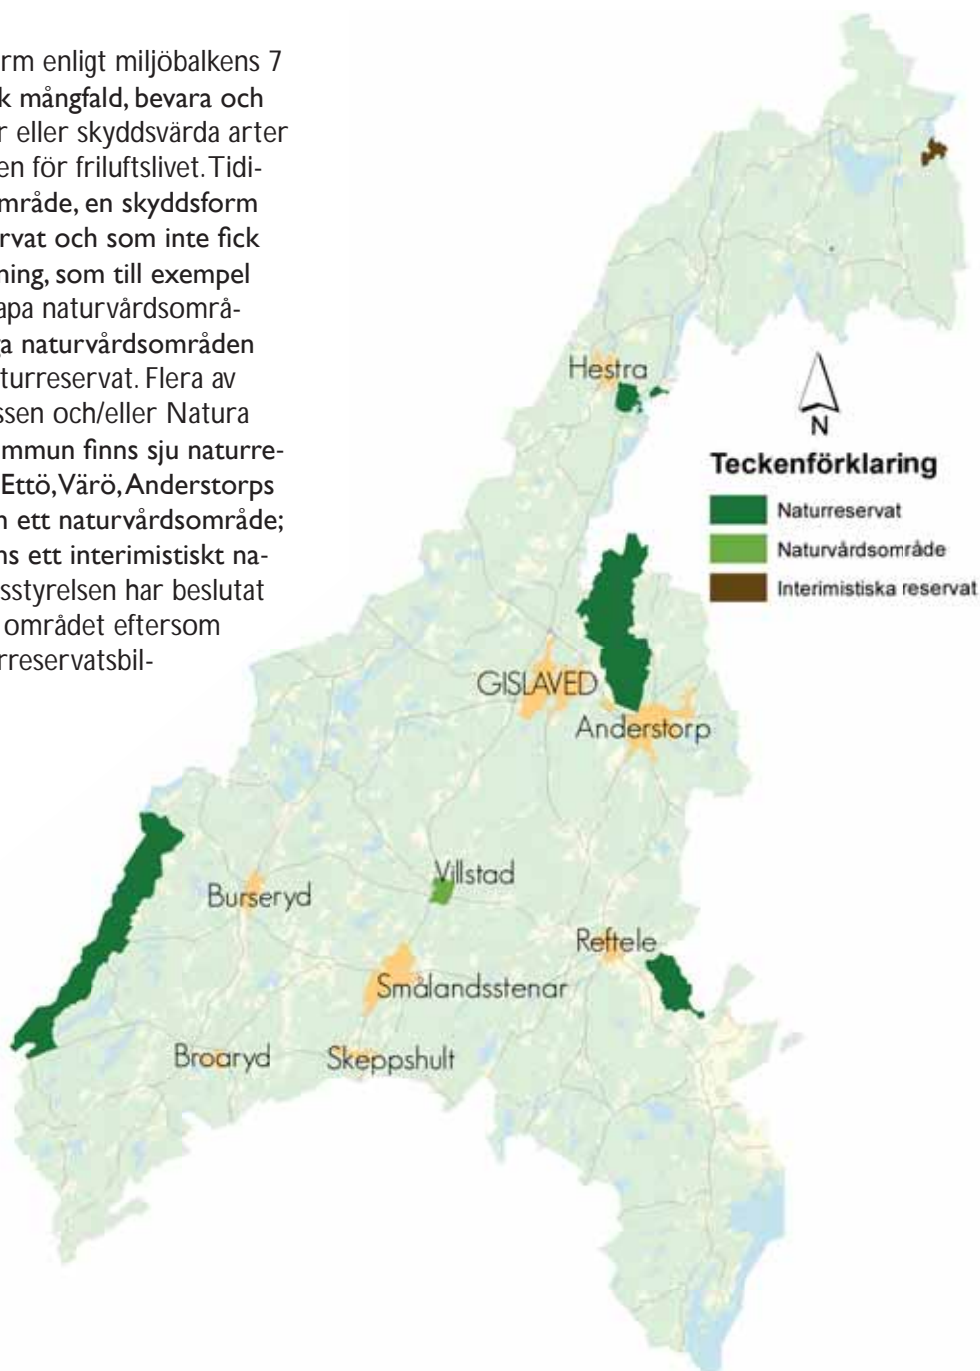 rm enligt miljöbalkens 7
k mångfald, bevara och
r eller skyddsvärda arter
en för friluftslivet. Tidi-
område, en skyddsform
rvat och som inte fick
ning, som till exempel
apa naturvårdsområ-
ga naturvårdsområden
turreservat. Flera av
ssen och/eller Natura
ommun finns sju naturre-
Ettö, Värö, Anderstorps
n ett naturvårdsområde;
ns ett interimistiskt na-
sstyrelsen har beslutat
området eftersom
rreservatsbil-
Hestra
N
Teckenförklaring
Naturreservat
Naturvårdsområde
Interimistiska reservat
GISLAVED
Anderstorp
Villstad
Burseryd
Reftele
Smålandsstenar
Broaryd
Skeppshult